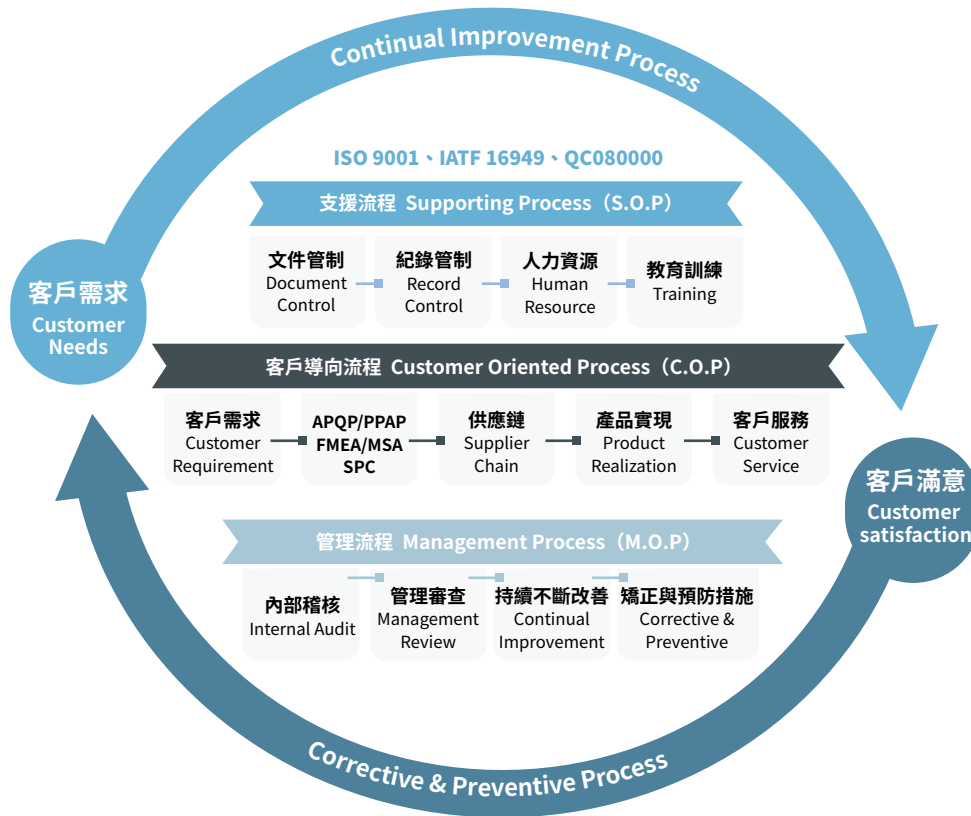 Continual Improvement Process
ISO 9001、IATF 16949、QC080000
支援流程 Supporting Process（S.O.P）
文件管制
Document
Control
紀錄管制
Record
Control
人力資源
Human
Resource
教育訓練
Training
客戶需求
Customer
Needs
客戶導向流程 Customer Oriented Process（C.O.P）
客戶需求
Customer
Requirement
APQP/PPAP
FMEA/MSA
SPC
供應鏈
Supplier
Chain
產品實現
Product
Realization
客戶服務
Customer
Service
客戶滿意
Customer
satisfaction
管理流程 Management Process（M.O.P）
內部稽核
Internal Audit
管理審查
Management
Review
持續不斷改善
Continual
Improvement
矯正與預防措施
Corrective &
Preventive
Corrective & Preventive Process